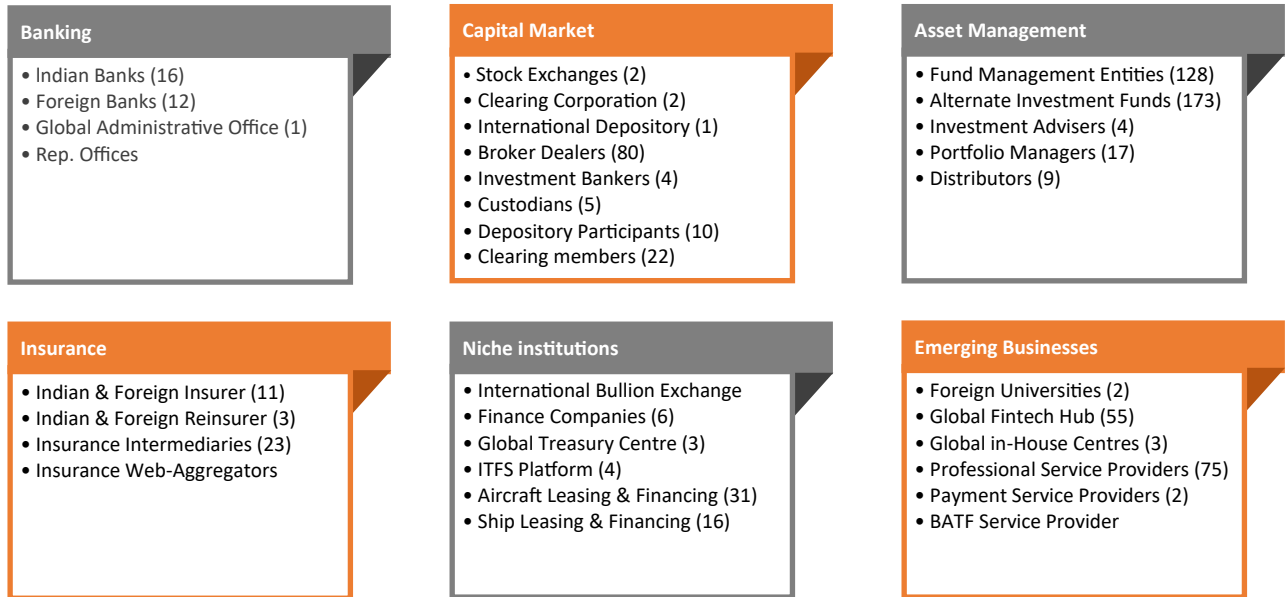 Banking
• Indian Banks (16)
• Foreign Banks (12)
• Global Administrative Office (1)
• Rep. Offices
Capital Market
• Stock Exchanges (2)
• Clearing Corporation (2)
• International Depository (1)
• Broker Dealers (80)
• Investment Bankers (4)
• Custodians (5)
• Depository Participants (10)
• Clearing members (22)
Asset Management
• Fund Management Entities (128)
• Alternate Investment Funds (173)
• Investment Advisers (4)
• Portfolio Managers (17)
• Distributors (9)
Insurance
• Indian & Foreign Insurer (11)
• Indian & Foreign Reinsurer (3)
• Insurance Intermediaries (23)
• Insurance Web-Aggregators
Niche institutions
• International Bullion Exchange
• Finance Companies (6)
• Global Treasury Centre (3)
• ITFS Platform (4)
• Aircraft Leasing & Financing (31)
• Ship Leasing & Financing (16)
Emerging Businesses
• Foreign Universities (2)
• Global Fintech Hub (55)
• Global in-House Centres (3)
• Professional Service Providers (75)
• Payment Service Providers (2)
• BATF Service Provider